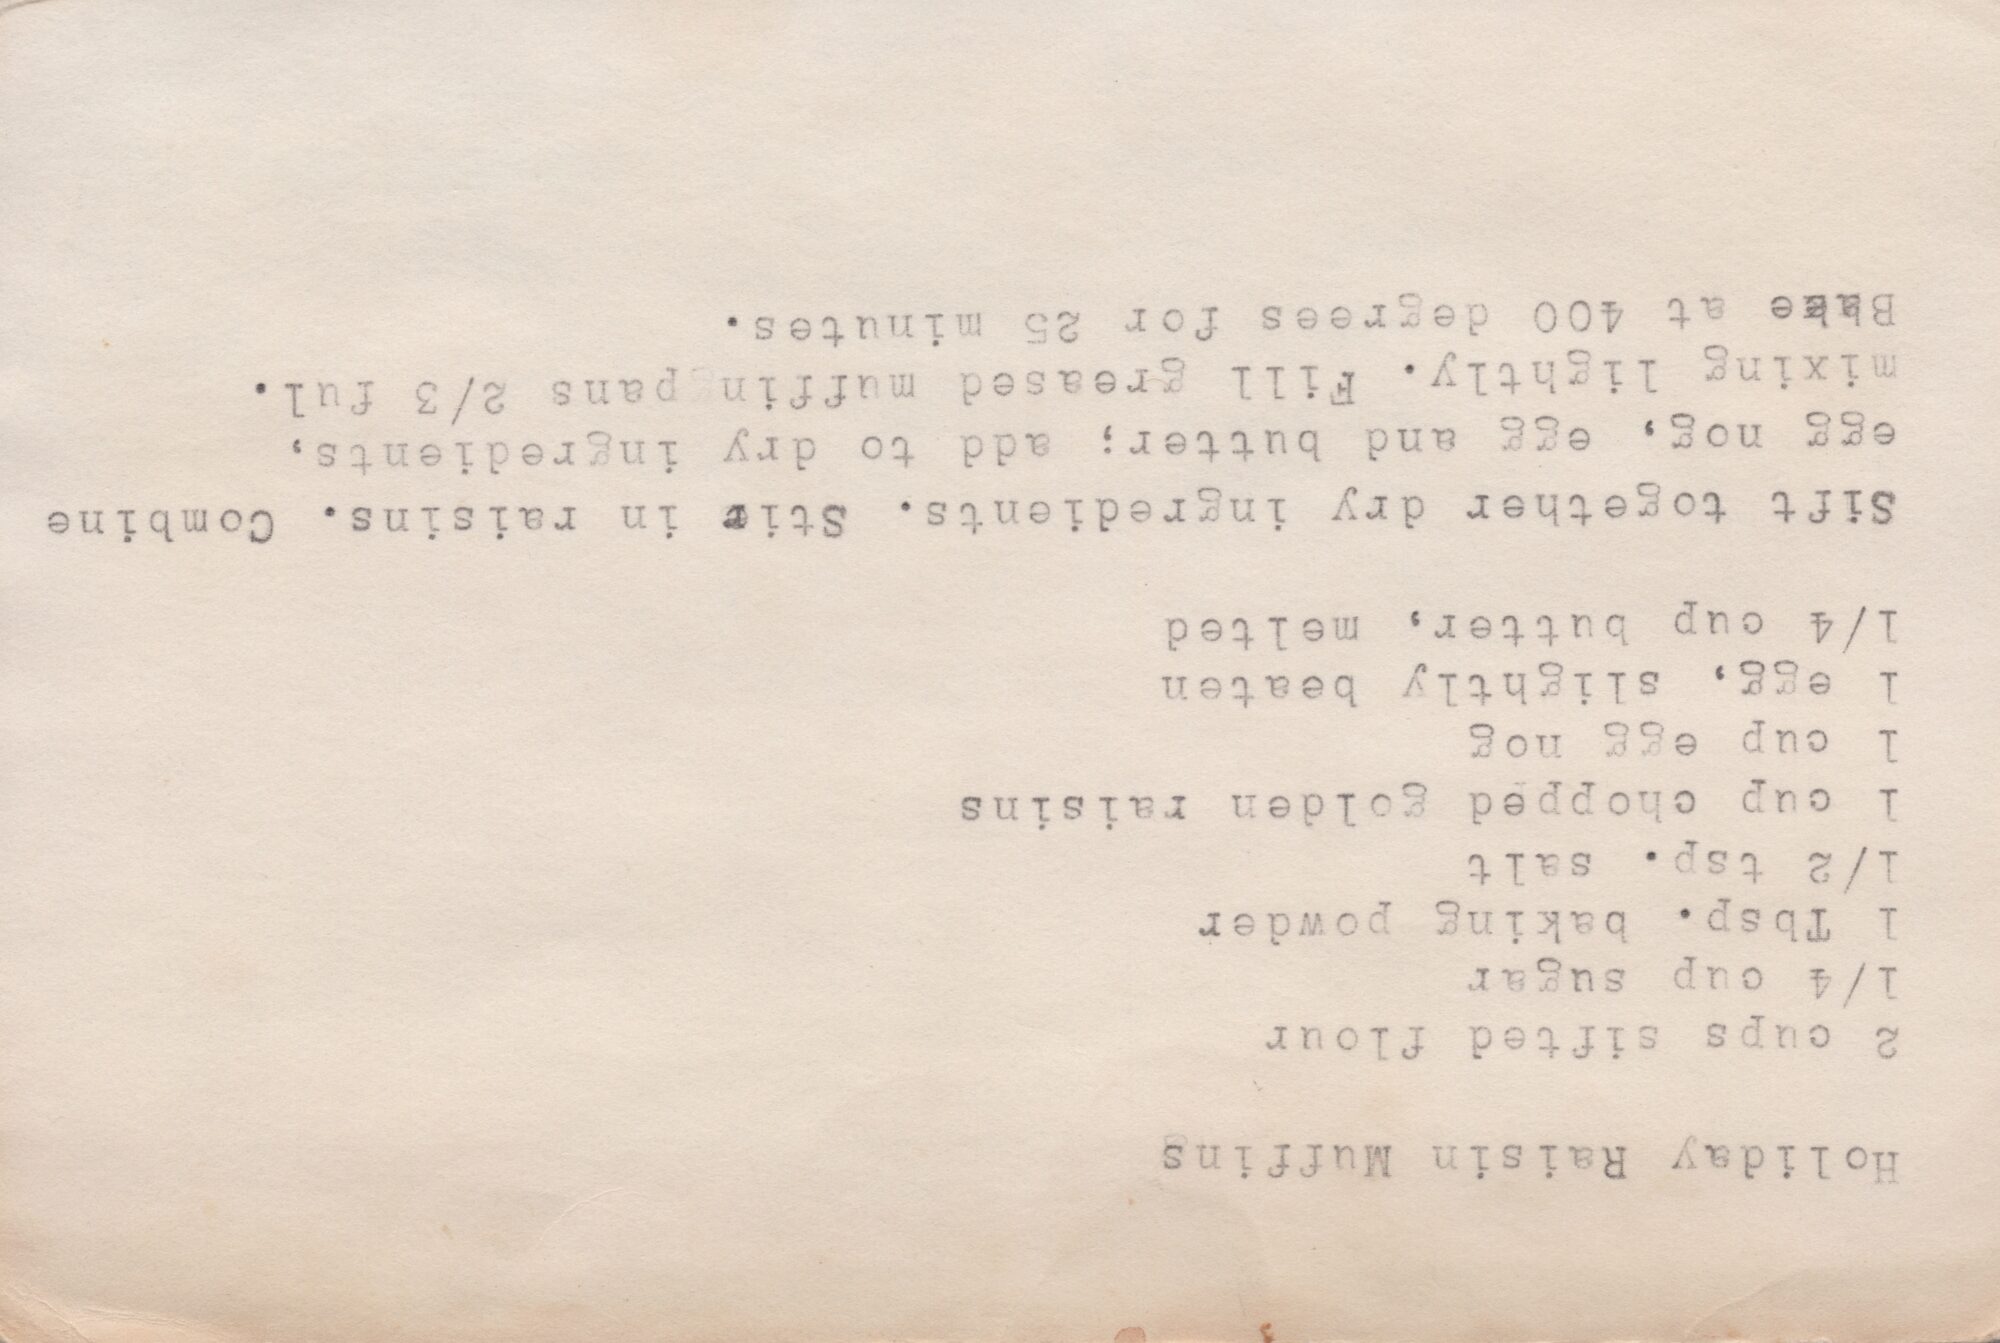 Holiday Raisin Muffins
2 cups sifted flour
1/4 cup sugar
1 Tbsp. baking powder
1/2 tsp. salt
1 cup chopped golden raisins
1 cup egg nog
1 egg, slightly beaten
1/4 cup butter, melted
Sift together dry ingredients. Stir in raisins. Combine
egg nog, egg and butter; add to dry ingredients,
mixing lightly. Fill greased muffin pans 2/3 ful.
Bake at 400 degrees for 25 minutes.